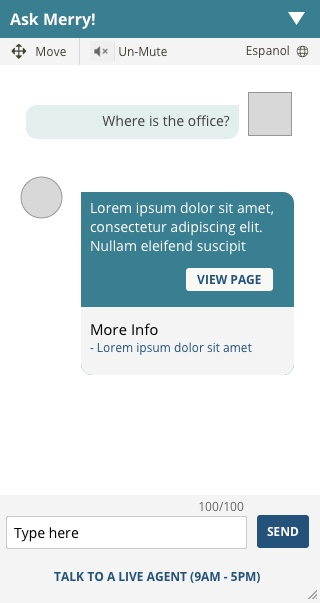 Ask Merry!
Move
Un-Mute
Espanol
Where is the office?
Lorem ipsum dolor sit amet,
consectetur adipiscing elit.
Nullam eleifend suscipit
VIEW PAGE
More Info
- Lorem ipsum dolor sit amet
100/100
Type here
SEND
TALK TO A LIVE AGENT (9AM - 5PM)